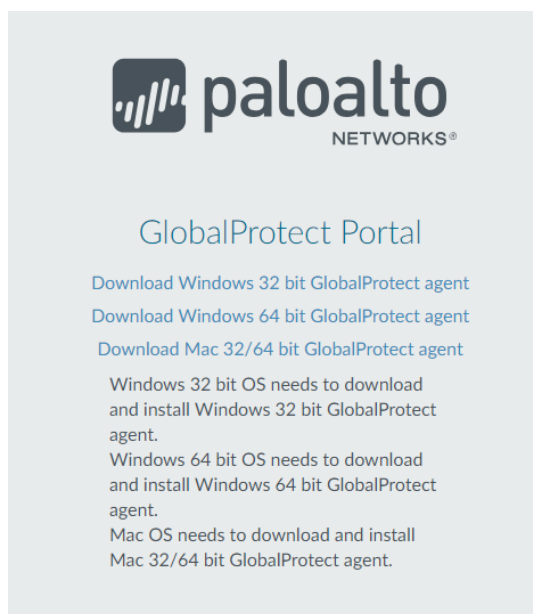 paloalto
NETWORKS®
GlobalProtect Portal
Download Windows 32 bit GlobalProtect agent
Download Windows 64 bit GlobalProtect agent
Download Mac 32/64 bit GlobalProtect agent
Windows 32 bit OS needs to download
and install Windows 32 bit GlobalProtect
agent.
Windows 64 bit OS needs to download
and install Windows 64 bit GlobalProtect
agent.
Mac OS needs to download and install
Mac 32/64 bit GlobalProtect agent.